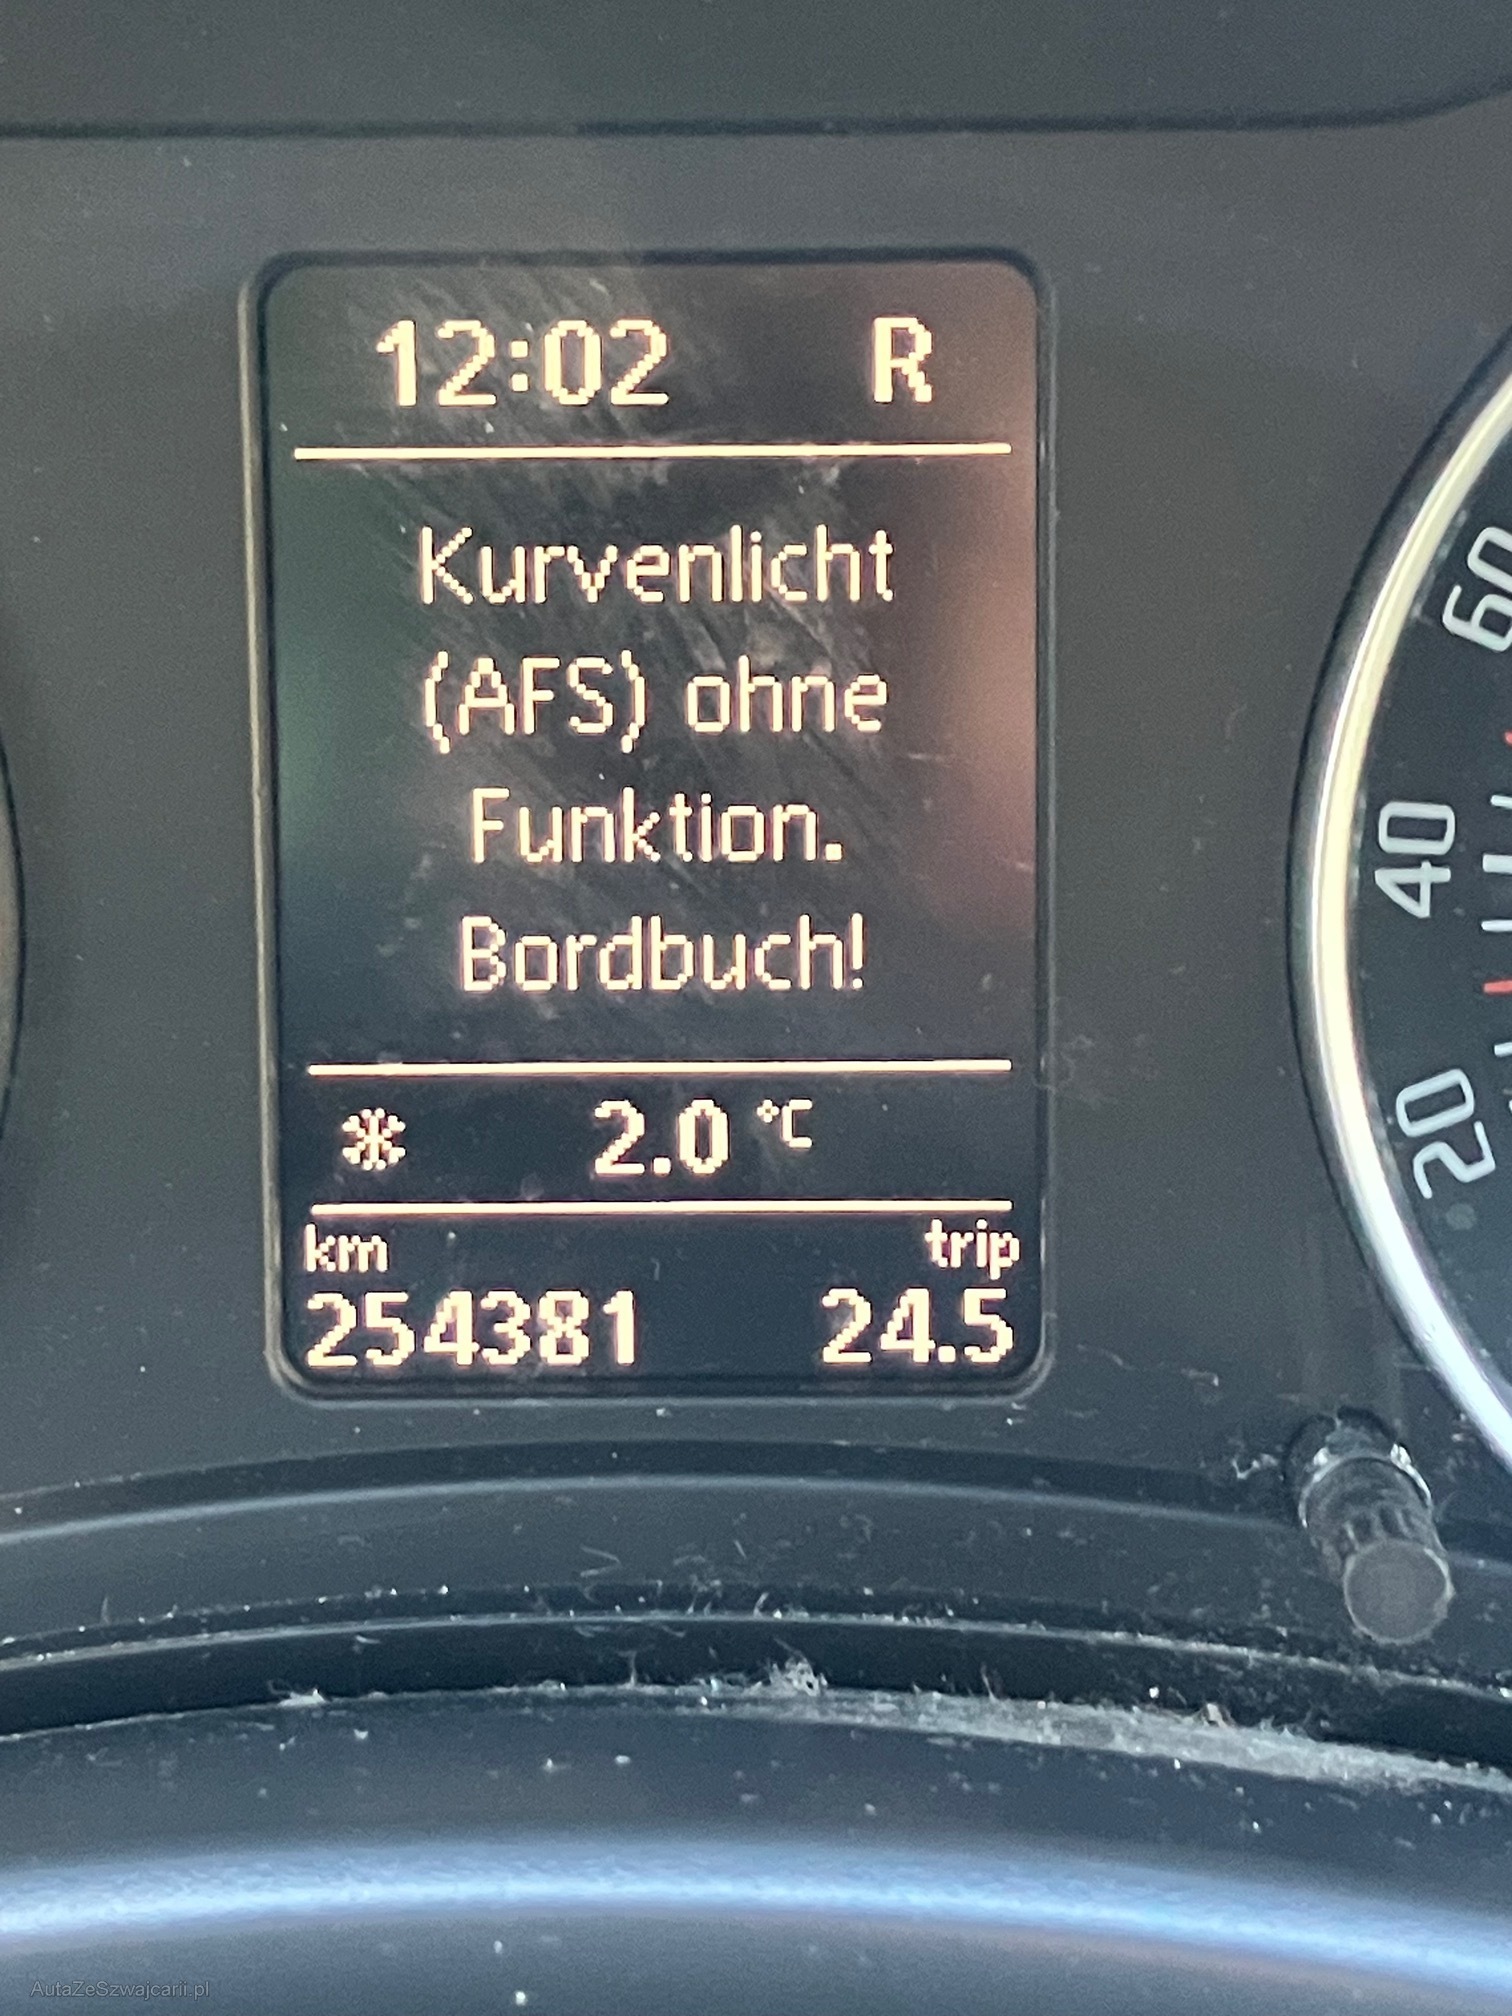 12:02 R
Kurvenlicht
(AFS) ohne
Funktion.
Bordbuch!
2.0 °C
km trip
254381 24.5
60
40
20
AutaZeSzwajcarii.pl